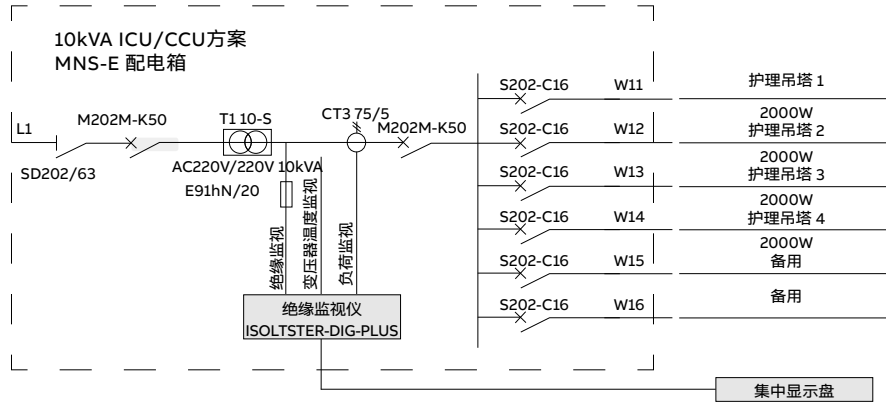 10kVA ICU/CCU方案
MNS-E 配电箱
L1
SD202/63
M202M-K50
T1 10-S
AC220V/220V 10kVA
E91hN/20
CT3 75/5
M202M-K50
绝缘监视
变压器温度监视
负荷监视
绝缘监视仪
ISOLTSTER-DIG-PLUS
S202-C16 W11 护理吊塔 1
2000W
S202-C16 W12 护理吊塔 2
2000W
S202-C16 W13 护理吊塔 3
2000W
S202-C16 W14 护理吊塔 4
2000W
S202-C16 W15 备用
S202-C16 W16 备用
集中显示盘